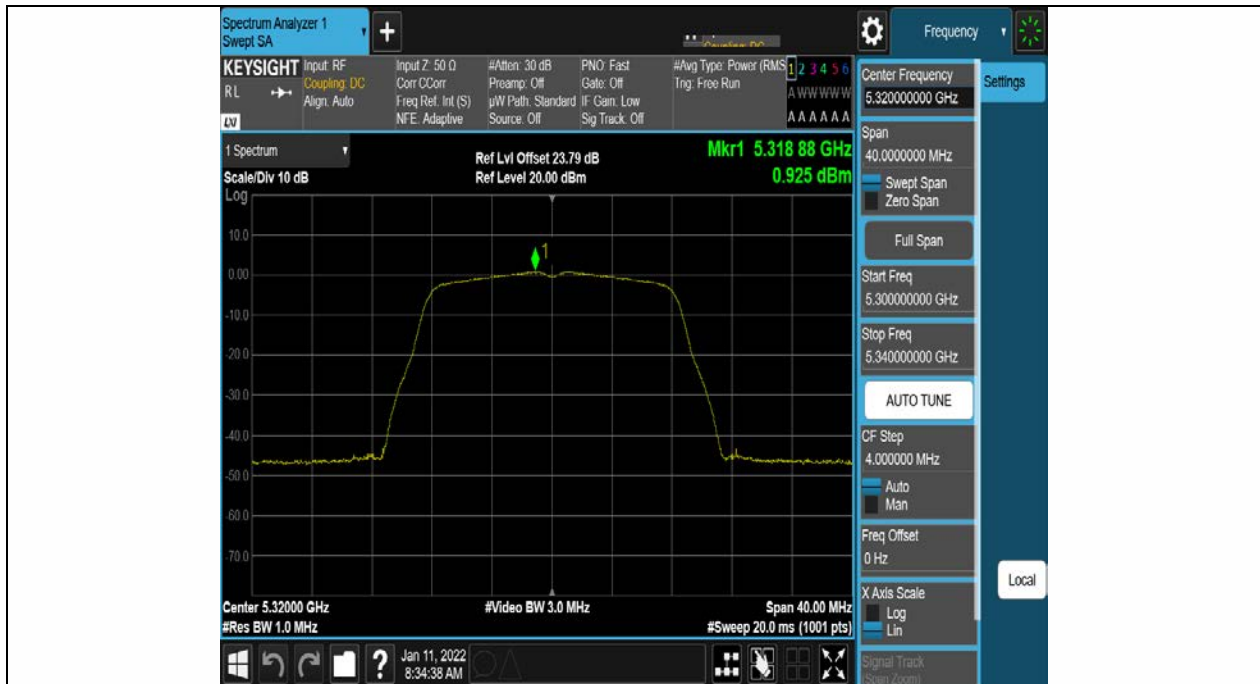 Spectrum Analyzer 1
Swept SA
+
Frequency
KEYSIGHT
RL
LXI
Input: RF
Coupling: DC
Align: Auto
Input Z: 50 Ω
Corr CCorr
Freq Ref: Int (S)
NFE: Adaptive
#Atten: 30 dB
Preamp: Off
µW Path: Standard
Source: Off
PNO: Fast
Gate: Off
IF Gain: Low
Sig Track: Off
#Avg Type: Power (RMS
Trig: Free Run
1 2 3 4 5 6
A W W W W W
A A A A A A
1 Spectrum
Scale/Div 10 dB
Ref Lvl Offset 23.79 dB
Ref Level 20.00 dBm
Mkr1 5.318 88 GHz
0.925 dBm
Log
1
10.0
0.00
-10.0
-20.0
-30.0
-40.0
-50.0
-60.0
-70.0
Center 5.32000 GHz
#Video BW 3.0 MHz
Span 40.00 MHz
#Res BW 1.0 MHz
#Sweep 20.0 ms (1001 pts)
?
Jan 11, 2022
8:34:38 AM
Center Frequency
5.320000000 GHz
Span
40.0000000 MHz
Swept Span
Zero Span
Full Span
Start Freq
5.300000000 GHz
Stop Freq
5.340000000 GHz
AUTO TUNE
CF Step
4.000000 MHz
Auto
Man
Freq Offset
0 Hz
X Axis Scale
Log
Lin
Signal Track
(Span Zoom)
Settings
Local